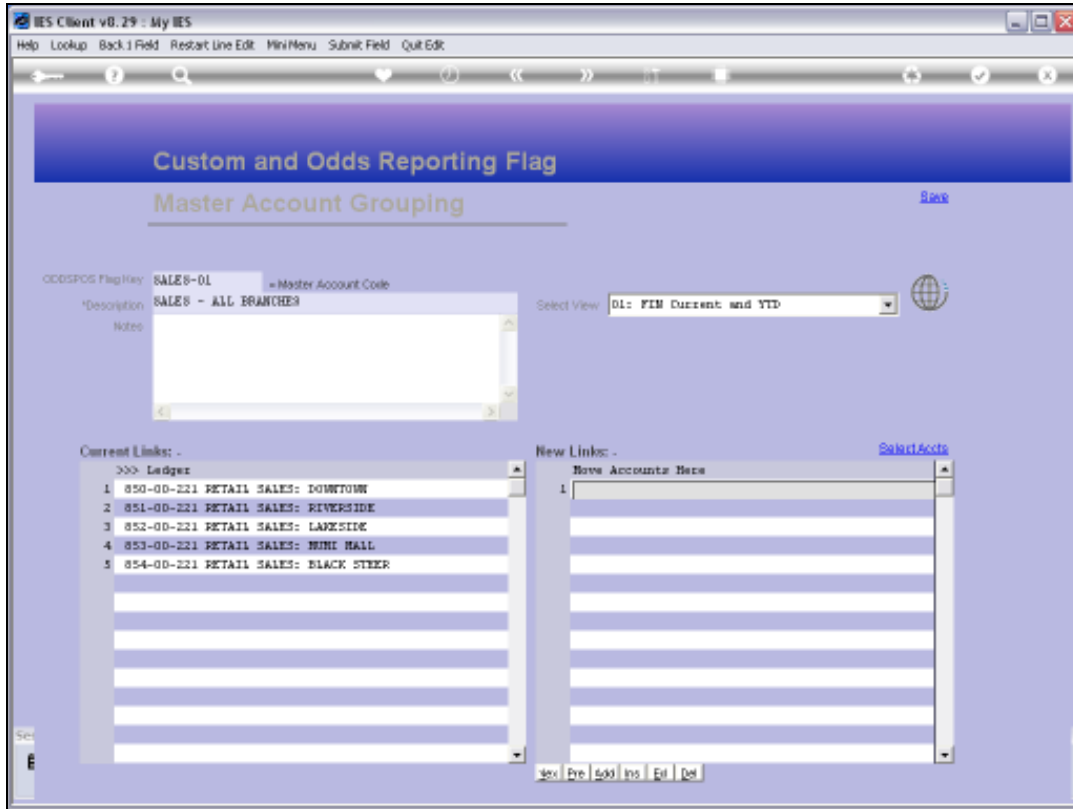 IES Client v8.29 : My IES
Help Lookup Back 1 Field Restart Line Edit MiniMenu Submit Field Quit Edit
Custom and Odds Reporting Flag
Master Account Grouping
Save
ODDSPOS Flag Key SALES-01 = Master Account Code
*Description SALES - ALL BRANCHES
Select View 01: FIN Current and YTD
Notes
Current Links: -
>>> Ledger
1 850-00-221 RETAIL SALES: DOWNTOWN
2 851-00-221 RETAIL SALES: RIVERSIDE
3 852-00-221 RETAIL SALES: LAKESIDE
4 853-00-221 RETAIL SALES: MALL
5 854-00-221 RETAIL SALES: BLACK STEER
New Links: -
Select Accts
Move Accounts Here
1
Nex Pre Add Ins Del